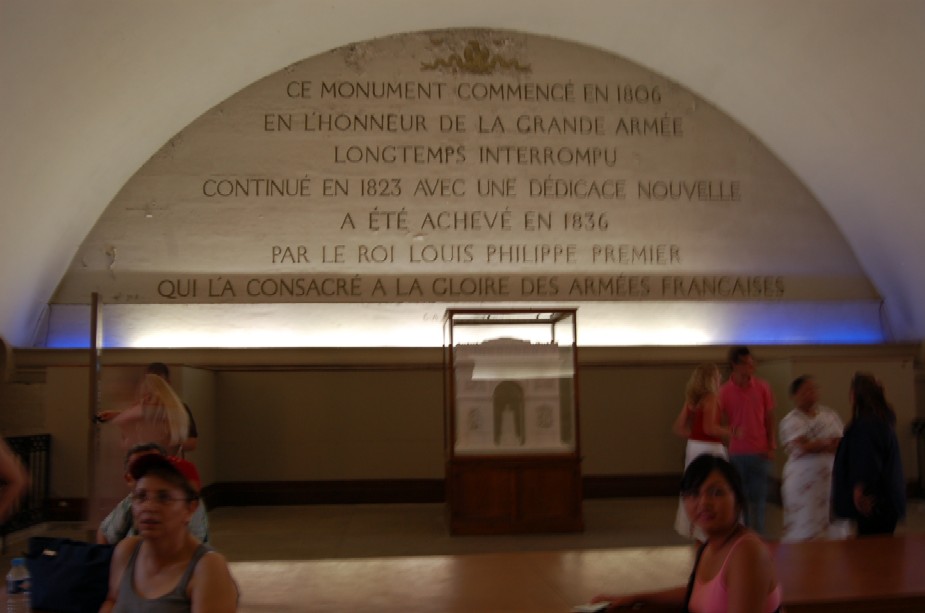 CE MONUMENT COMMENCÉ EN 1806
EN L'HONNEUR DE LA GRANDE ARMÉE
LONGTEMPS INTERROMPU
CONTINUÉ EN 1823 AVEC UNE DÉDICACE NOUVELLE
A ÉTÉ ACHEVÉ EN 1836
PAR LE ROI LOUIS PHILIPPE PREMIER
QUI L'A CONSACRÉ A LA GLOIRE DES ARMÉES FRANCAISES